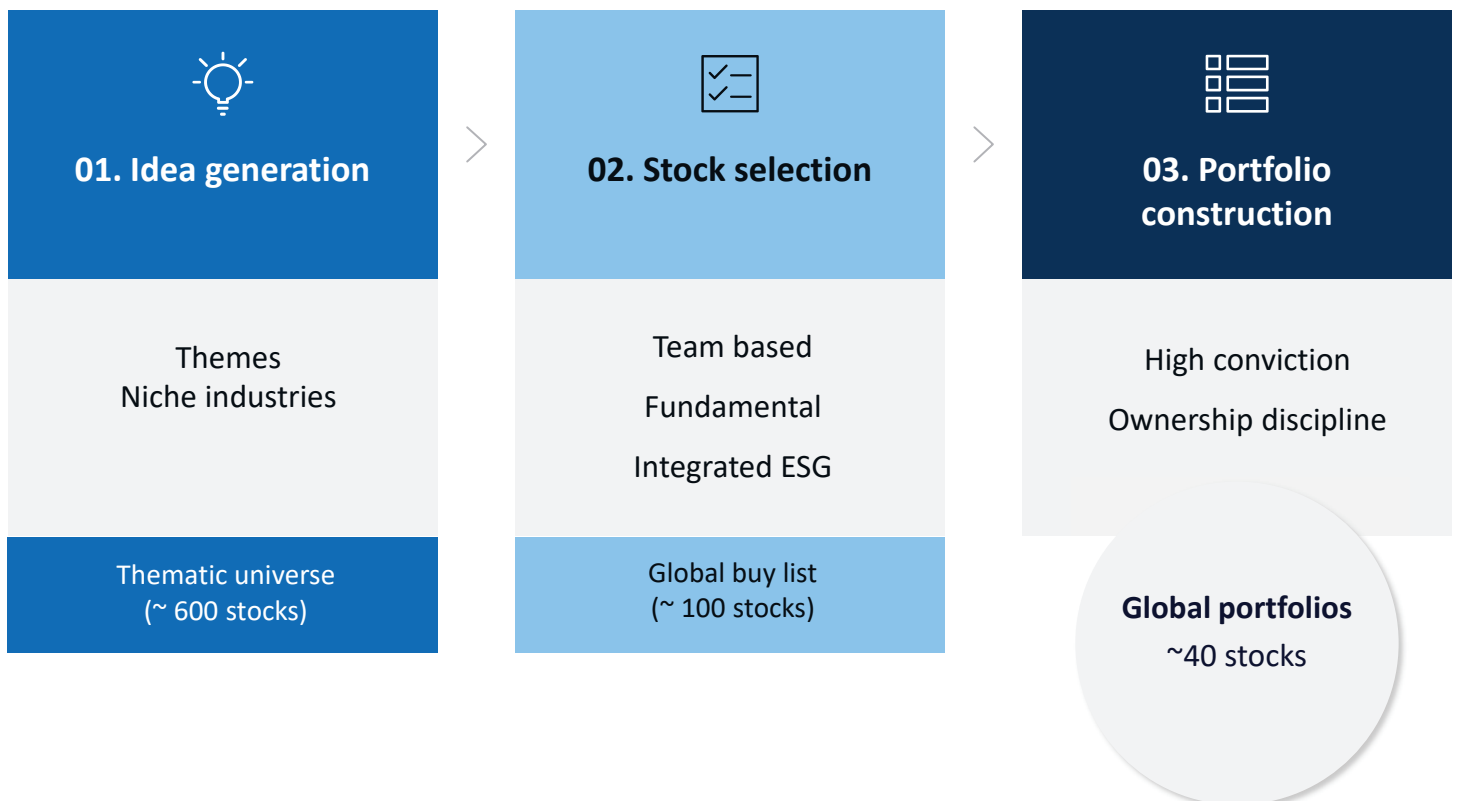 01. Idea generation
Themes
Niche industries
Thematic universe
(~ 600 stocks)
02. Stock selection
Team based
Fundamental
Integrated ESG
Global buy list
(~ 100 stocks)
03. Portfolio
construction
High conviction
Ownership discipline
Global portfolios
~40 stocks